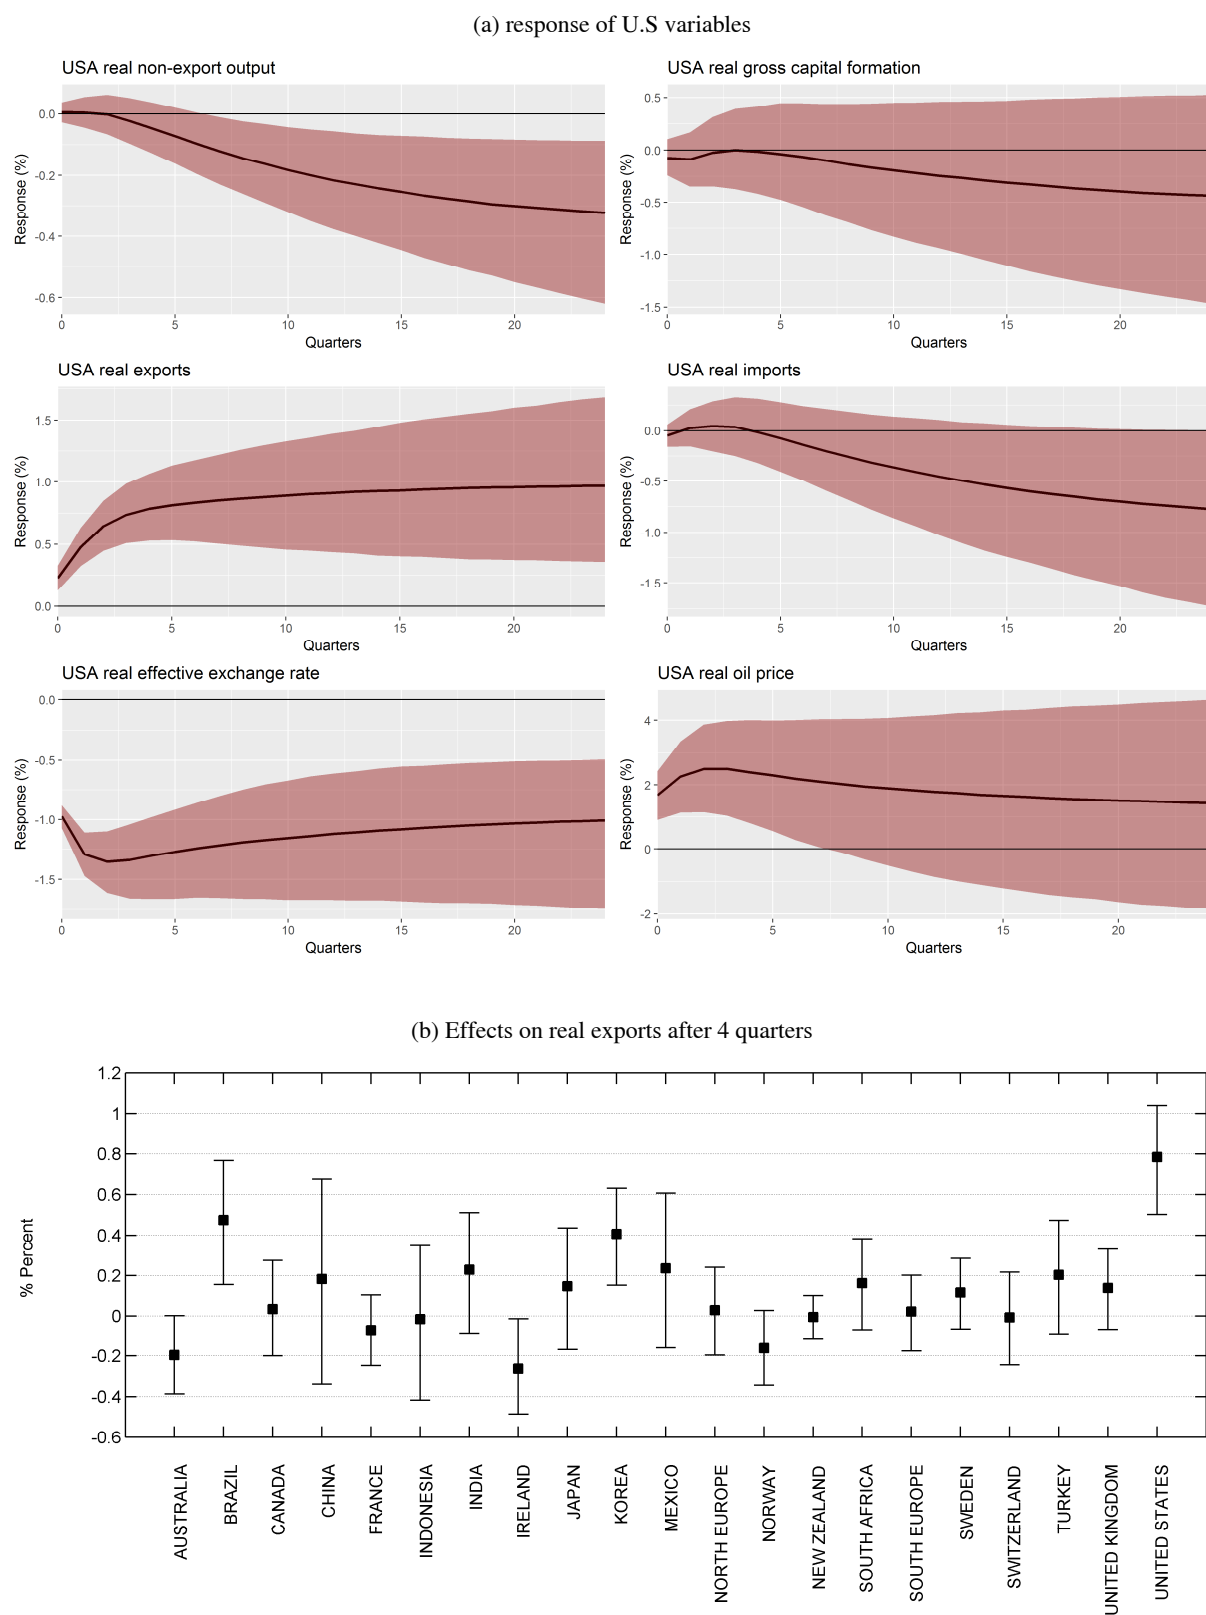 (a) response of U.S variables
USA real non-export output
Response (%)
0.0
-0.2
-0.4
-0.6
0 5 10 15 20
Quarters
USA real gross capital formation
Response (%)
0.5
0.0
-0.5
-1.0
-1.5
0 5 10 15 20
Quarters
USA real exports
Response (%)
1.5
1.0
0.5
0.0
0 5 10 15 20
Quarters
USA real imports
Response (%)
0.0
-0.5
1.0
-1.5
0 5 10 15 20
Quarters
USA real effective exchange rate
Response (%)
0.0
-0.5
-1.0
-1.5
0 5 10 15 20
Quarters
USA real oil price
Response (%)
4
2
0
-2
0 5 10 15 20
Quarters
(b) Effects on real exports after 4 quarters
% Percent
1.2
1
0.8
0.6
0.4
0.2
0
-0.2
-0.4
-0.6
AUSTRALIA
BRAZIL
CANADA
CHINA
FRANCE
INDONESIA
INDIA
IRELAND
JAPAN
KOREA
MEXICO
NORTH EUROPE
NORWAY
NEW ZEALAND
SOUTH AFRICA
SOUTH EUROPE
SWEDEN
SWITZERLAND
TURKEY
UNITED KINGDOM
UNITED STATES